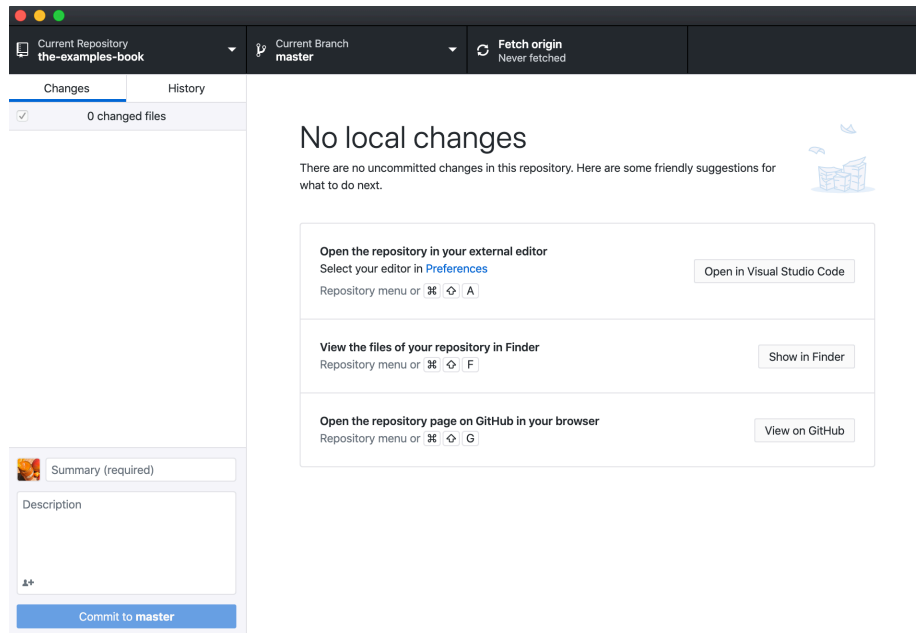 Current Repository
the-examples-book
Current Branch
master
Fetch origin
Never fetched
Changes
History
0 changed files
No local changes
There are no uncommitted changes in this repository. Here are some friendly suggestions for
what to do next.
Open the repository in your external editor
Select your editor in Preferences
Repository menu or ⌘ ⇧ A
Open in Visual Studio Code
View the files of your repository in Finder
Repository menu or ⌘ ⇧ F
Show in Finder
Open the repository page on GitHub in your browser
Repository menu or ⌘ ⇧ G
View on GitHub
Summary (required)
Description
Commit to master